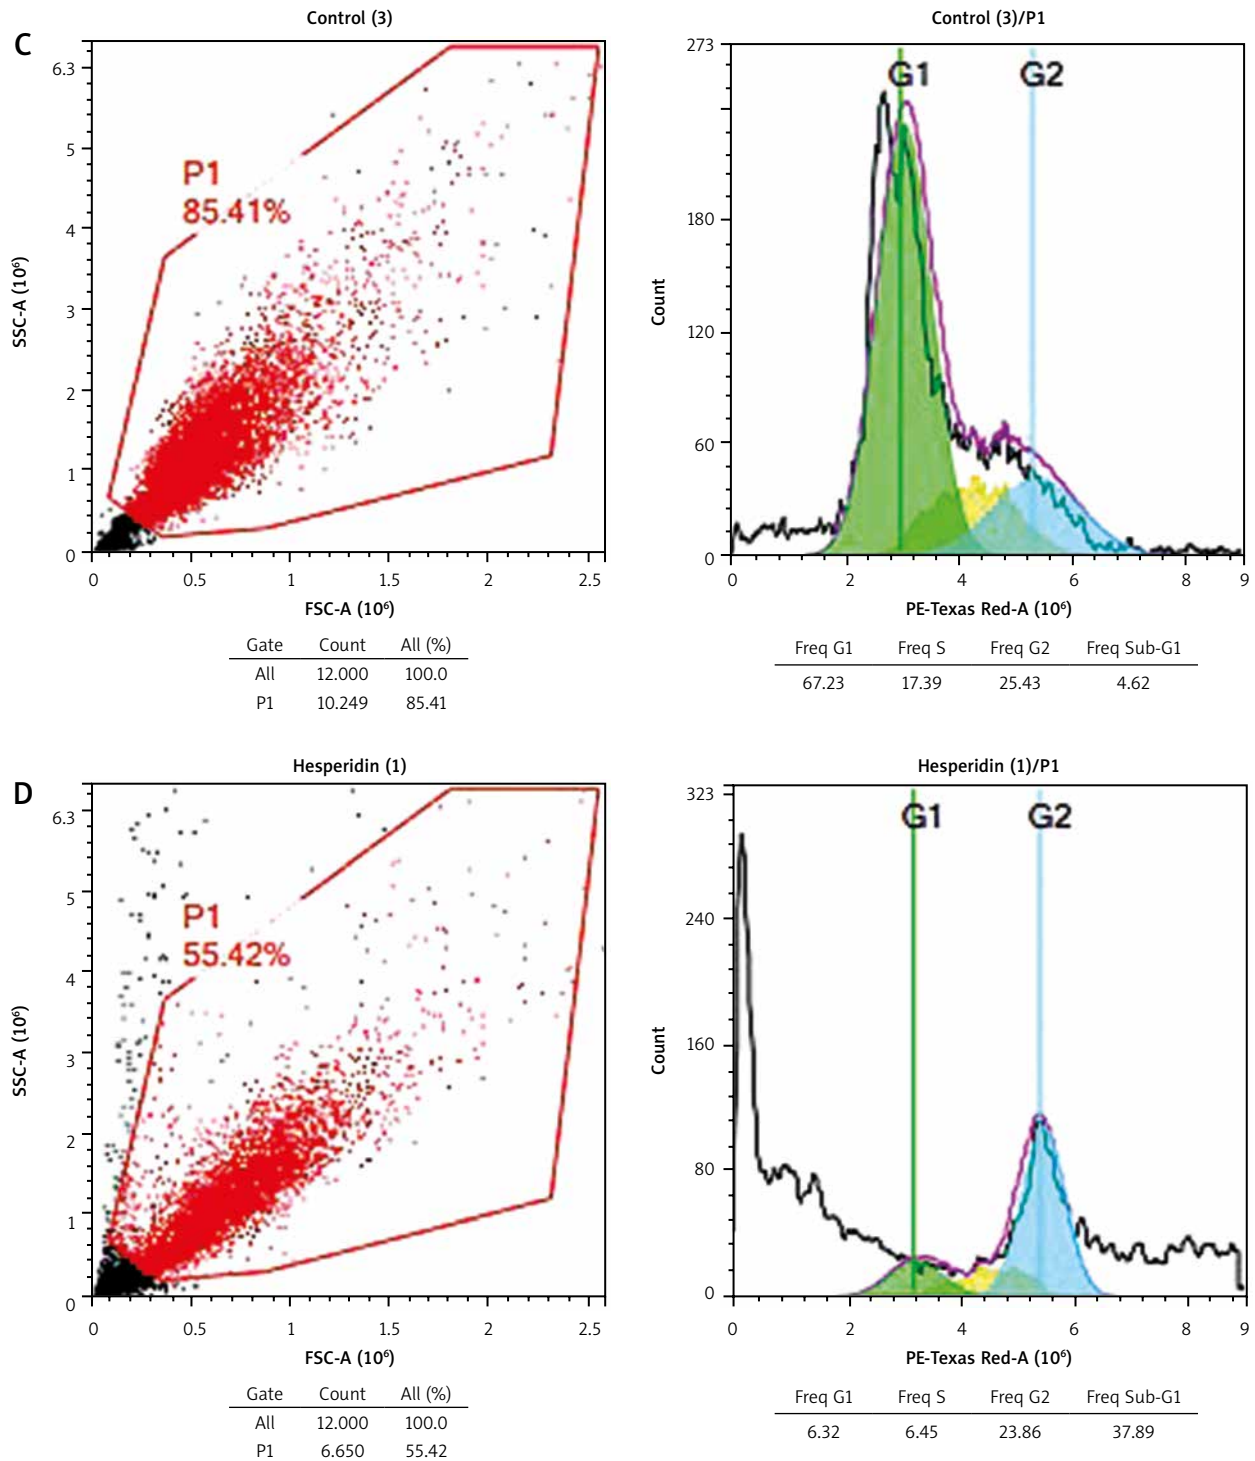 C
Control (3)
6.3
5
4
3
2
1
0
SSC-A (10⁶)
P1
85.41%
0 0.5 1 1.5 2 2.5
FSC-A (10⁶)
Gate Count All (%)
All 12.000 100.0
P1 10.249 85.41
Control (3)/P1
273
180
120
60
0
Count
G1 G2
0 2 4 6 8 9
PE-Texas Red-A (10⁶)
Freq G1 Freq S Freq G2 Freq Sub-G1
67.23 17.39 25.43 4.62
D
Hesperidin (1)
6.3
5
4
3
2
1
0
SSC-A (10⁶)
P1
55.42%
0 0.5 1 1.5 2 2.5
FSC-A (10⁶)
Gate Count All (%)
All 12.000 100.0
P1 6.650 55.42
Hesperidin (1)/P1
323
240
160
80
0
Count
G1 G2
0 2 4 6 8 9
PE-Texas Red-A (10⁶)
Freq G1 Freq S Freq G2 Freq Sub-G1
6.32 6.45 23.86 37.89